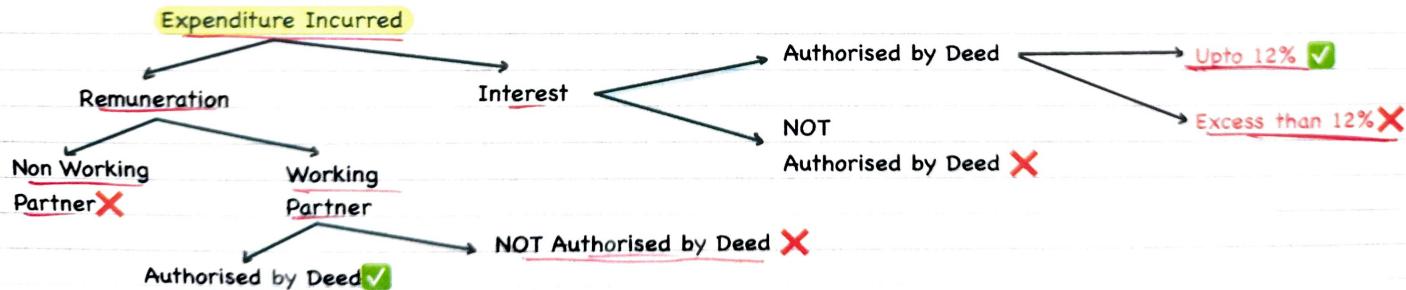 Expenditure Incurred
Remuneration
Non Working
Partner❌
Working
Partner
Authorised by Deed✅
NOT Authorised by Deed ❌
Interest
Authorised by Deed
Upto 12% ✅
Excess than 12%❌
NOT
Authorised by Deed ❌